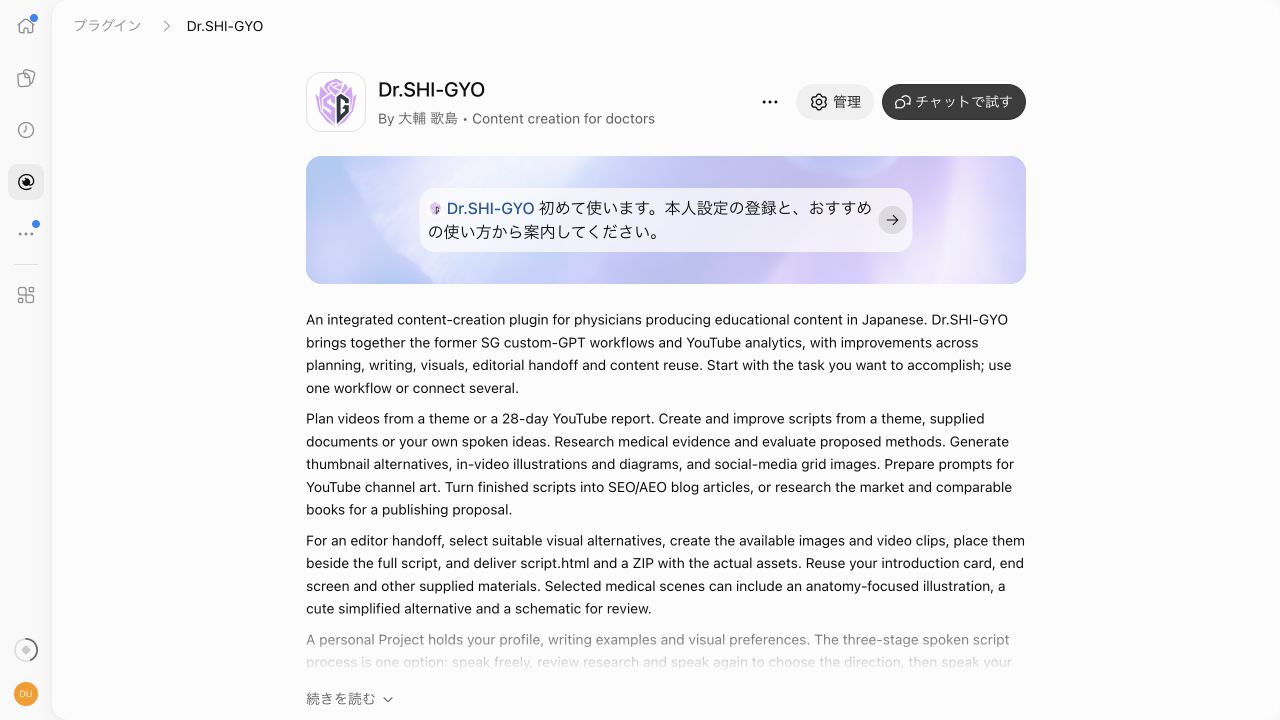 プラグイン
Dr.SHI-GYO
SG
Dr.SHI-GYO
By 大輔 歌島 • Content creation for doctors
管理
チャットで試す
Dr.SHI-GYO 初めて使います。本人設定の登録と、おすすめ
の使い方から案内してください。
An integrated content-creation plugin for physicians producing educational content in Japanese. Dr.SHI-GYO
brings together the former SG custom-GPT workflows and YouTube analytics, with improvements across
planning, writing, visuals, editorial handoff and content reuse. Start with the task you want to accomplish; use
one workflow or connect several.
Plan videos from a theme or a 28-day YouTube report. Create and improve scripts from a theme, supplied
documents or your own spoken ideas. Research medical evidence and evaluate proposed methods. Generate
thumbnail alternatives, in-video illustrations and diagrams, and social-media grid images. Prepare prompts for
YouTube channel art. Turn finished scripts into SEO/AEO blog articles, or research the market and comparable
books for a publishing proposal.
For an editor handoff, select suitable visual alternatives, create the available images and video clips, place them
beside the full script, and deliver script.html and a ZIP with the actual assets. Reuse your introduction card, end
screen and other supplied materials. Selected medical scenes can include an anatomy-focused illustration, a
cute simplified alternative and a schematic for review.
A personal Project holds your profile, writing examples and visual preferences. The three-stage spoken script
process is one option: speak freely, review research and speak again to choose the direction, then speak your
続きを読む
DU